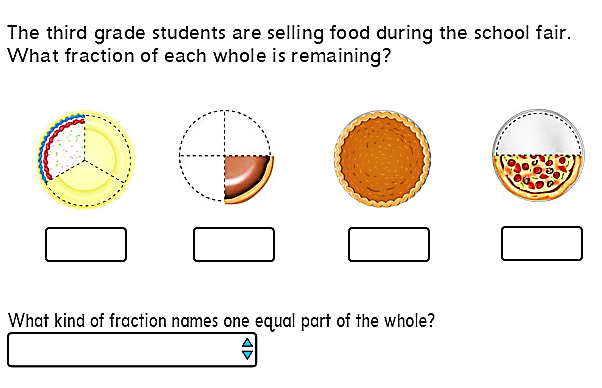 The third grade students are selling food during the school fair.
What fraction of each whole is remaining?
What kind of fraction names one equal part of the whole?